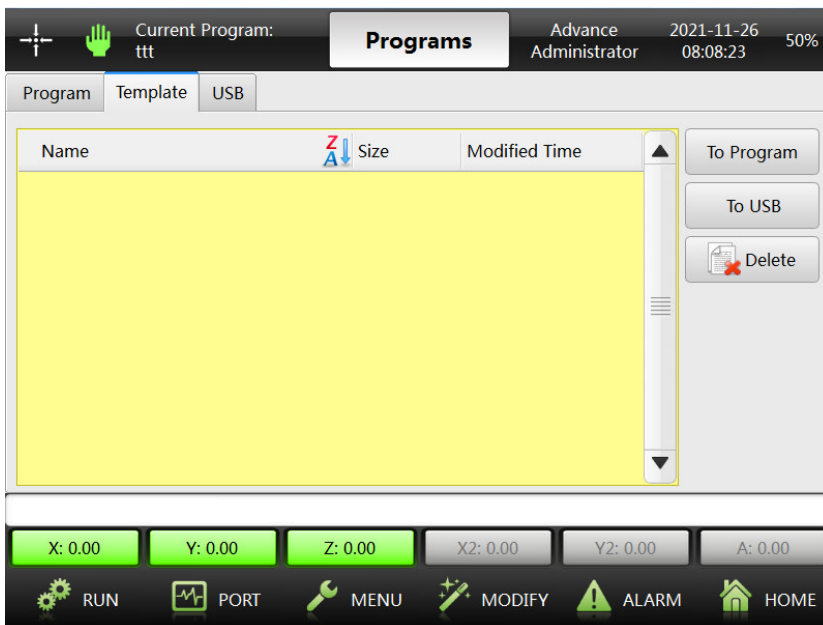 Current Program:
ttt
Programs
Advance
Administrator
2021-11-26
08:08:23
50%
Program
Template
USB
Name
Z
A
Size
Modified Time
To Program
To USB
Delete
X: 0.00
Y: 0.00
Z: 0.00
X2: 0.00
Y2: 0.00
A: 0.00
RUN
PORT
MENU
MODIFY
ALARM
HOME